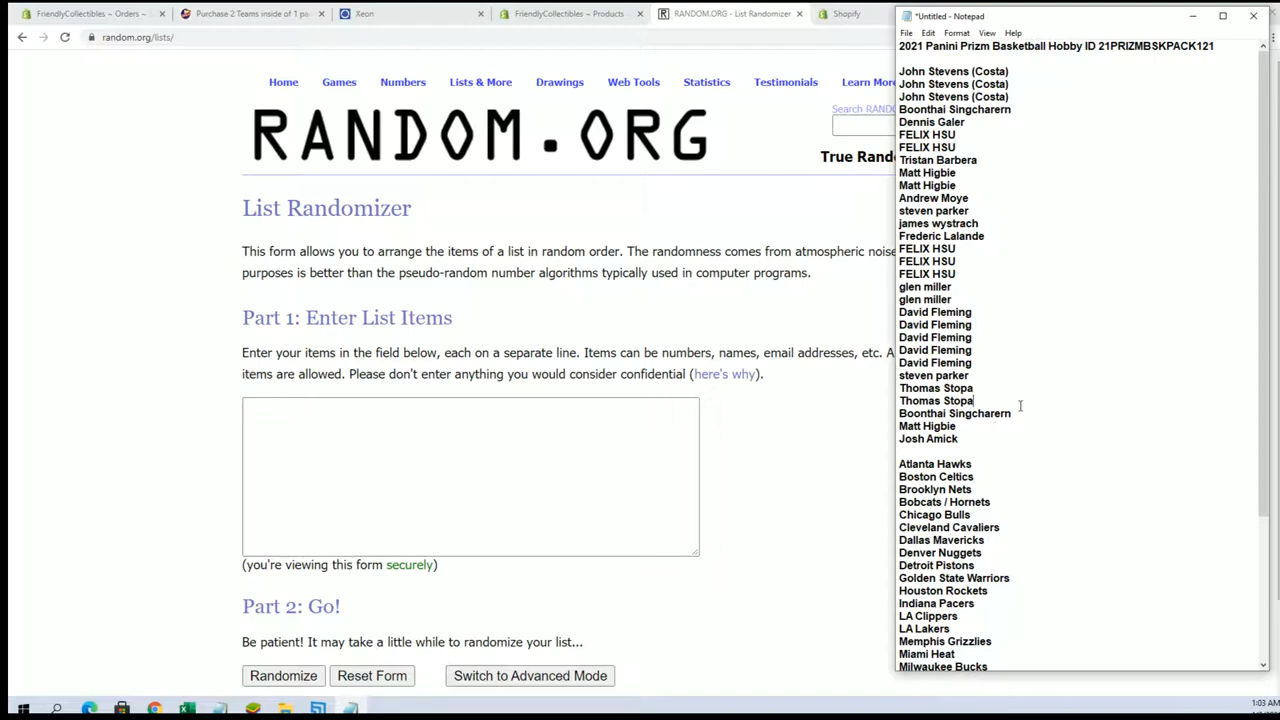 FriendlyCollectibles ~ Orders ~
Purchase 2 Teams inside of 1 pa
Xeon
FriendlyCollectibles ~ Products
RANDOM.ORG - List Randomizer
Shopify
random.org/lists/
Home
Games
Numbers
Lists & More
Drawings
Web Tools
Statistics
Testimonials
Learn More
Search RAND
RANDOM.ORG
True Rand
List Randomizer
This form allows you to arrange the items of a list in random order. The randomness comes from atmospheric noise
purposes is better than the pseudo-random number algorithms typically used in computer programs.
Part 1: Enter List Items
Enter your items in the field below, each on a separate line. Items can be numbers, names, email addresses, etc. A
items are allowed. Please don't enter anything you would consider confidential (here's why).
(you're viewing this form securely)
Part 2: Go!
Be patient! It may take a little while to randomize your list...
Randomize
Reset Form
Switch to Advanced Mode
*Untitled - Notepad
File
Edit
Format
View
Help
2021 Panini Prizm Basketball Hobby ID 21PRIZMBSKPACK121
John Stevens (Costa)
John Stevens (Costa)
John Stevens (Costa)
Boonthai Singcharern
Dennis Galer
FELIX HSU
FELIX HSU
Tristan Barbera
Matt Higbie
Matt Higbie
Andrew Moye
steven parker
james wystrach
Frederic Lalande
FELIX HSU
FELIX HSU
FELIX HSU
glen miller
glen miller
David Fleming
David Fleming
David Fleming
David Fleming
David Fleming
steven parker
Thomas Stopa
Thomas Stopa
Boonthai Singcharern
Matt Higbie
Josh Amick
Atlanta Hawks
Boston Celtics
Brooklyn Nets
Bobcats / Hornets
Chicago Bulls
Cleveland Cavaliers
Dallas Mavericks
Denver Nuggets
Detroit Pistons
Golden State Warriors
Houston Rockets
Indiana Pacers
LA Clippers
LA Lakers
Memphis Grizzlies
Miami Heat
Milwaukee Bucks
1:03 AM